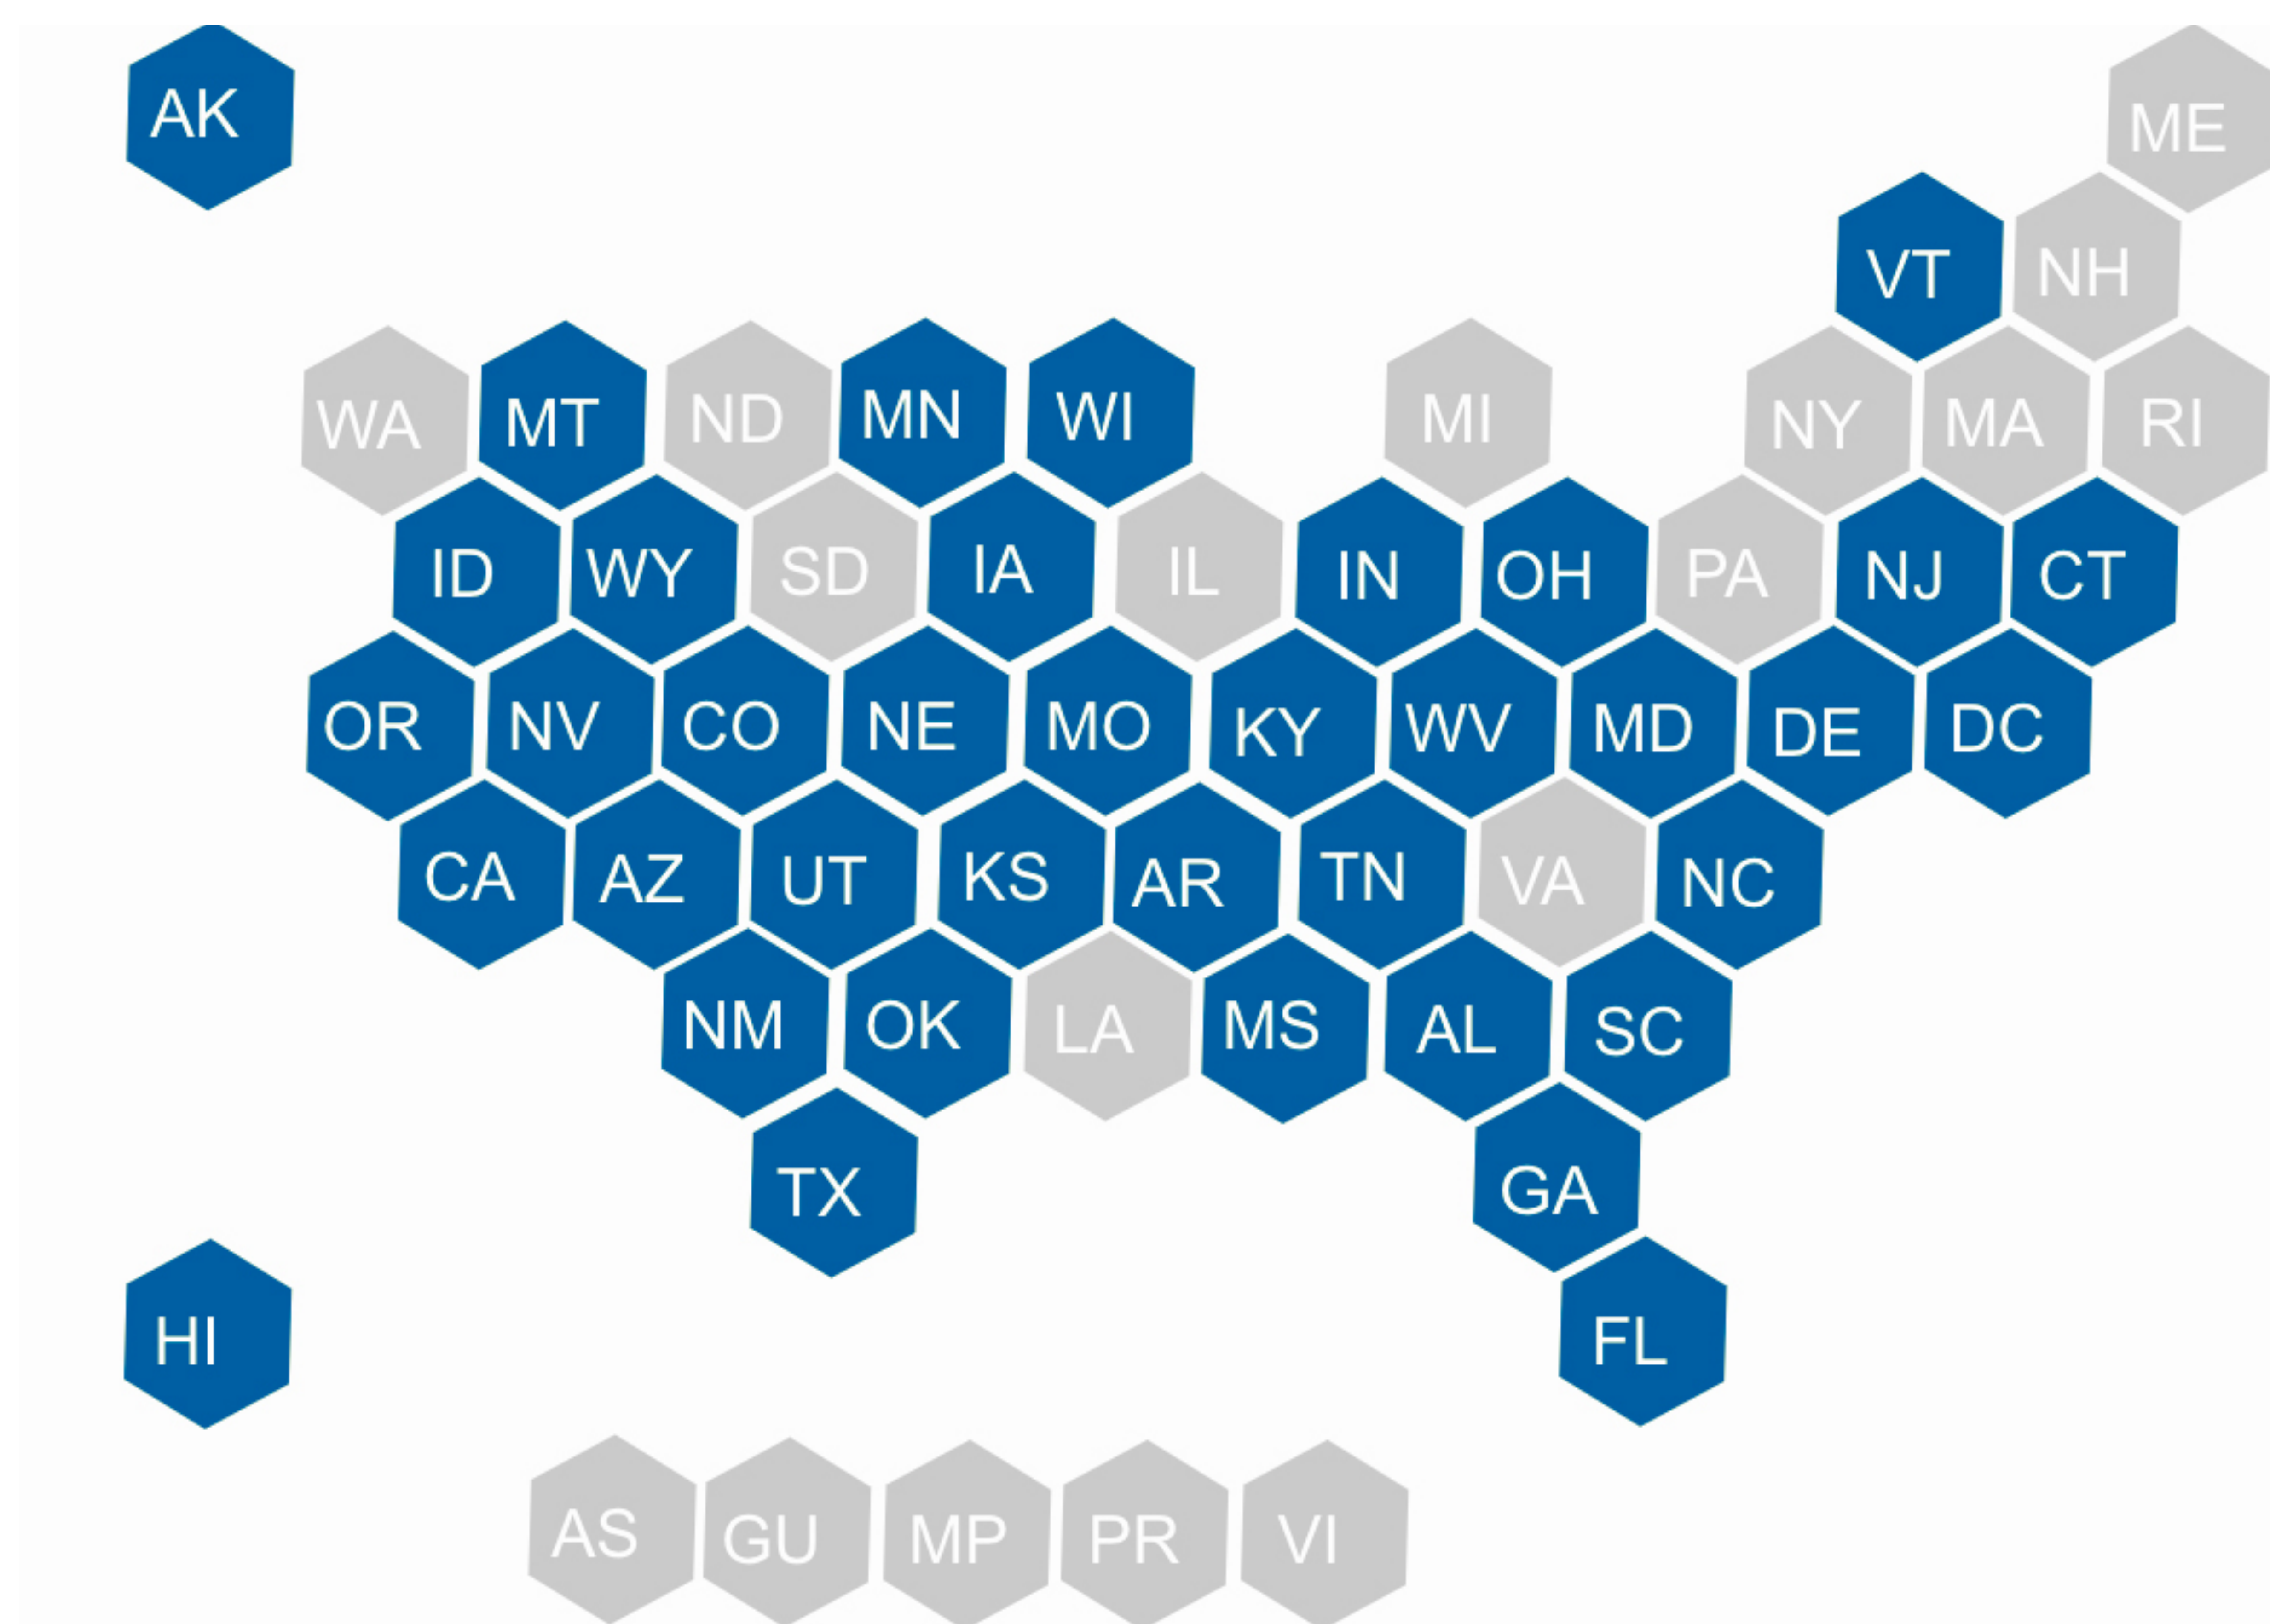 AK ME
VT NH
WA MT ND MN WI MI NY MA RI
ID WY SD IA IL IN OH PA NJ CT
OR NV CO NE MO KY WV MD DE DC
CA AZ UT KS AR TN VA NC
NM OK LA MS AL SC
TX GA
HI FL
AS GU MP PR VI